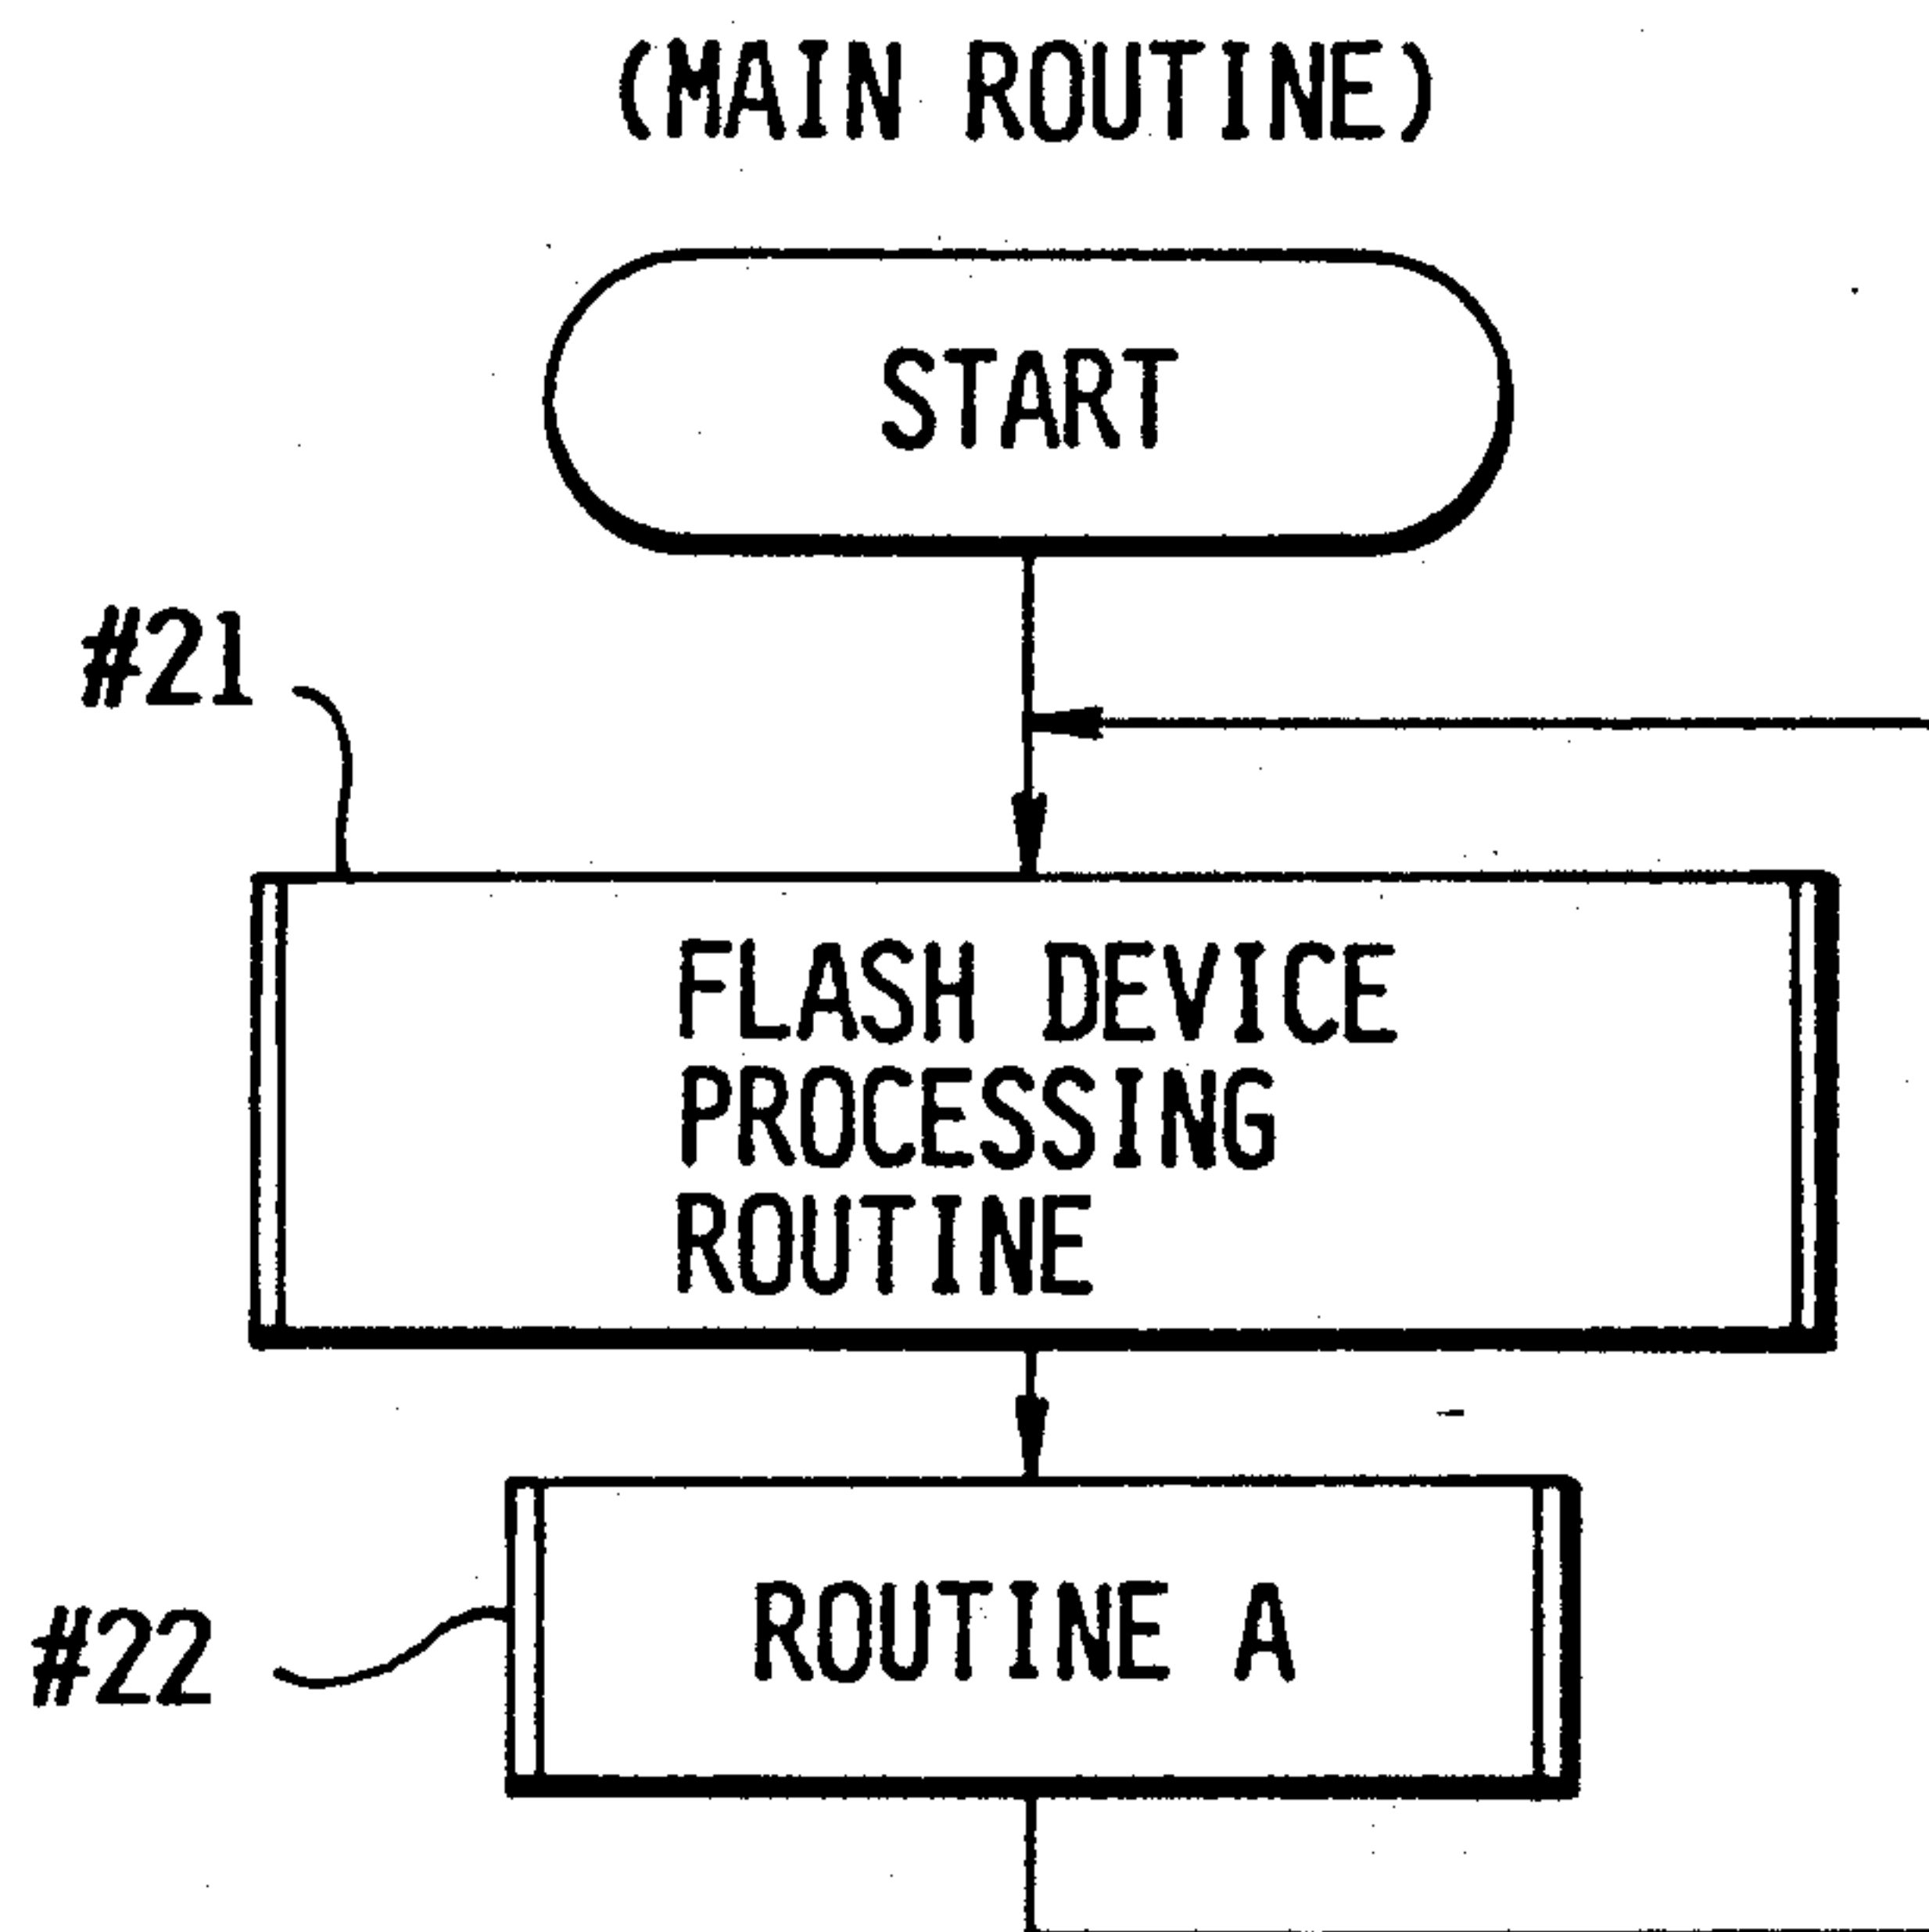 (MAIN ROUTINE)
START
#21
FLASH DEVICE
PROCESSING
ROUTINE
#22
ROUTINE A